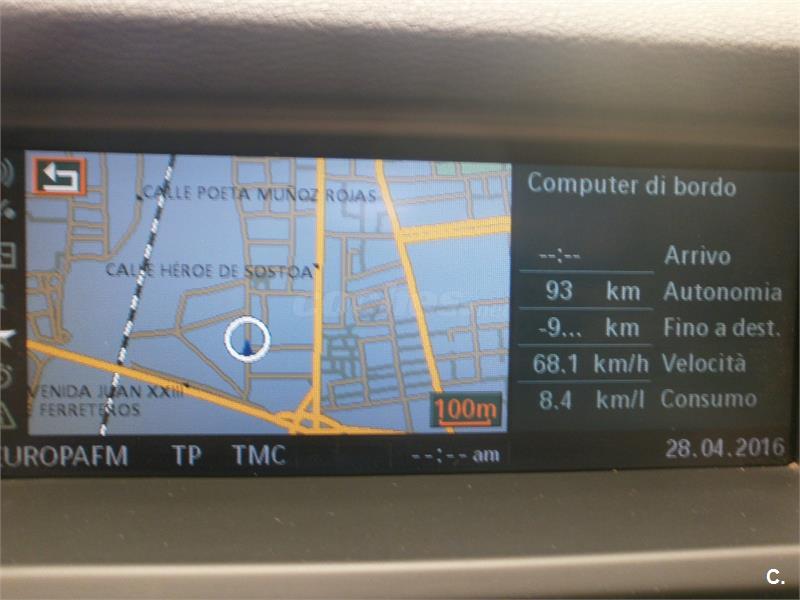 CALLE POETA MUÑOZ ROJAS
CALLE HÉROE DE SOSTOA
VENIDA JUAN XXIII
E FERRETEROS
100m
Computer di bordo
--:-- Arrivo
93 km Autonomia
-9... km Fino a dest.
68.1 km/h Velocità
8.4 km/l Consumo
EUROPAFM TP TMC --:-- am 28.04.2016
C.